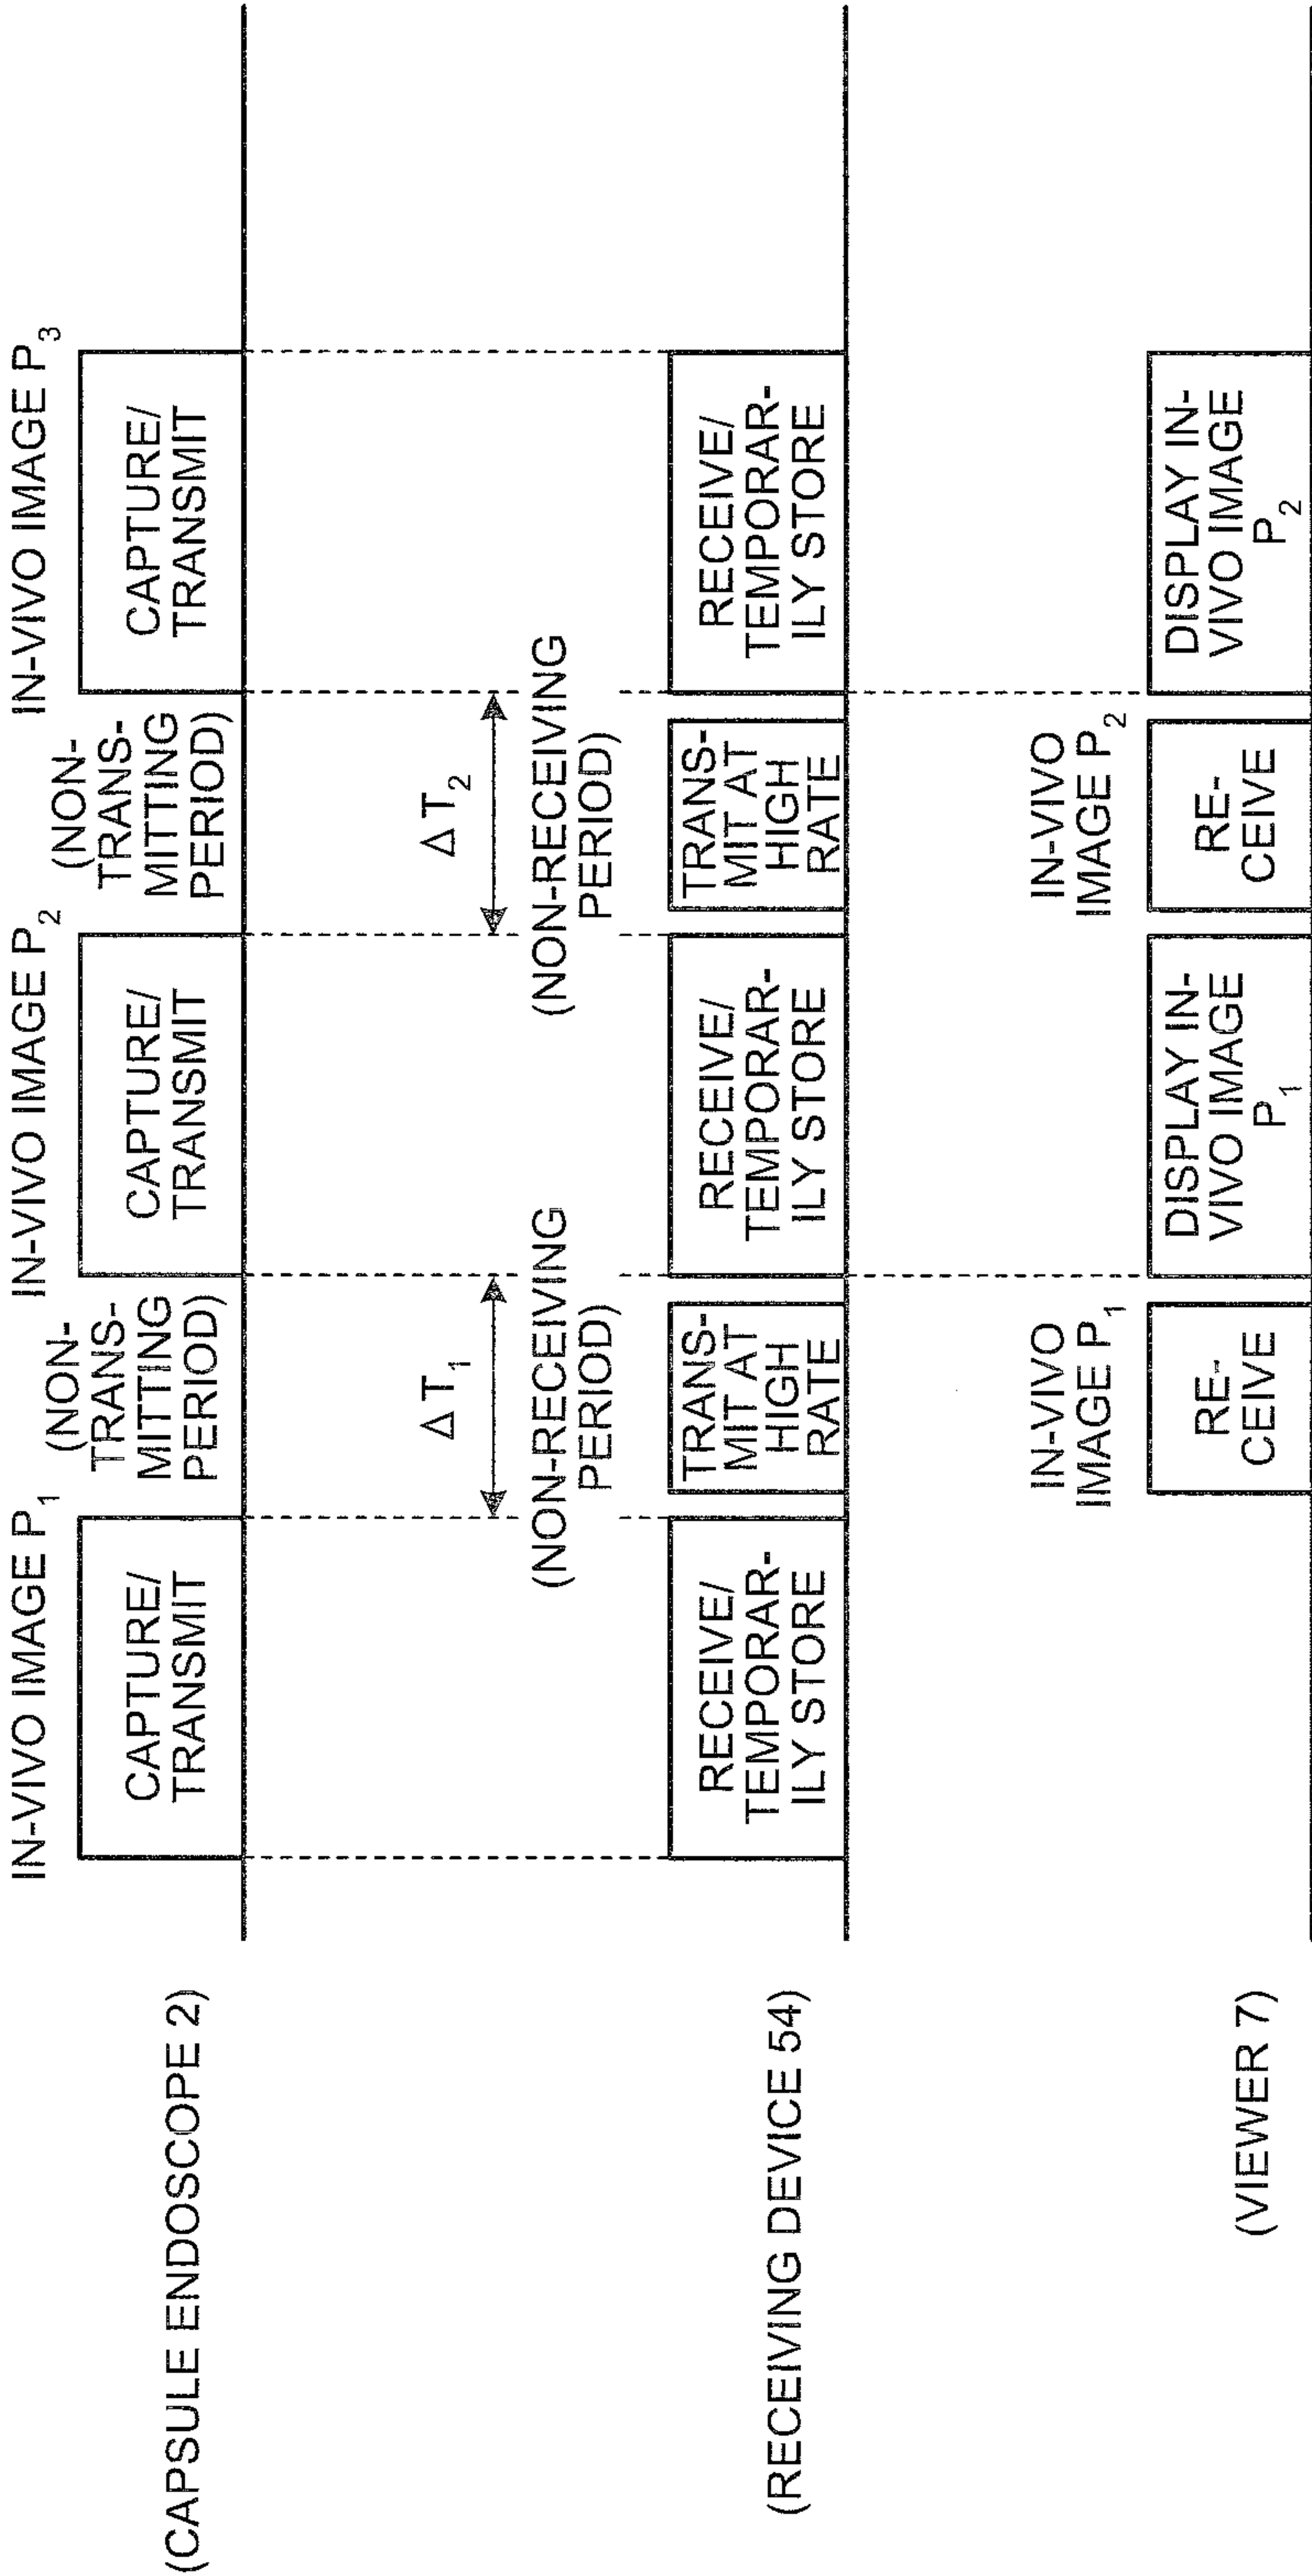 IN-VIVO IMAGE P1
IN-VIVO IMAGE P2
IN-VIVO IMAGE P3
(NON-
TRANS-
MITTING
PERIOD)
(NON-
TRANS-
MITTING
PERIOD)
(CAPSULE ENDOSCOPE 2)
CAPTURE/
TRANSMIT
CAPTURE/
TRANSMIT
CAPTURE/
TRANSMIT
ΔT1
ΔT2
(NON-RECEIVING
PERIOD)
(NON-RECEIVING
PERIOD)
(RECEIVING DEVICE 54)
RECEIVE/
TEMPORAR-
ILY STORE
TRANS-
MIT AT
HIGH
RATE
RECEIVE/
TEMPORAR-
ILY STORE
TRANS-
MIT AT
HIGH
RATE
RECEIVE/
TEMPORAR-
ILY STORE
IN-VIVO
IMAGE P1
IN-VIVO
IMAGE P2
(VIEWER 7)
RE-
CEIVE
DISPLAY IN-
VIVO IMAGE
P1
RE-
CEIVE
DISPLAY IN-
VIVO IMAGE
P2